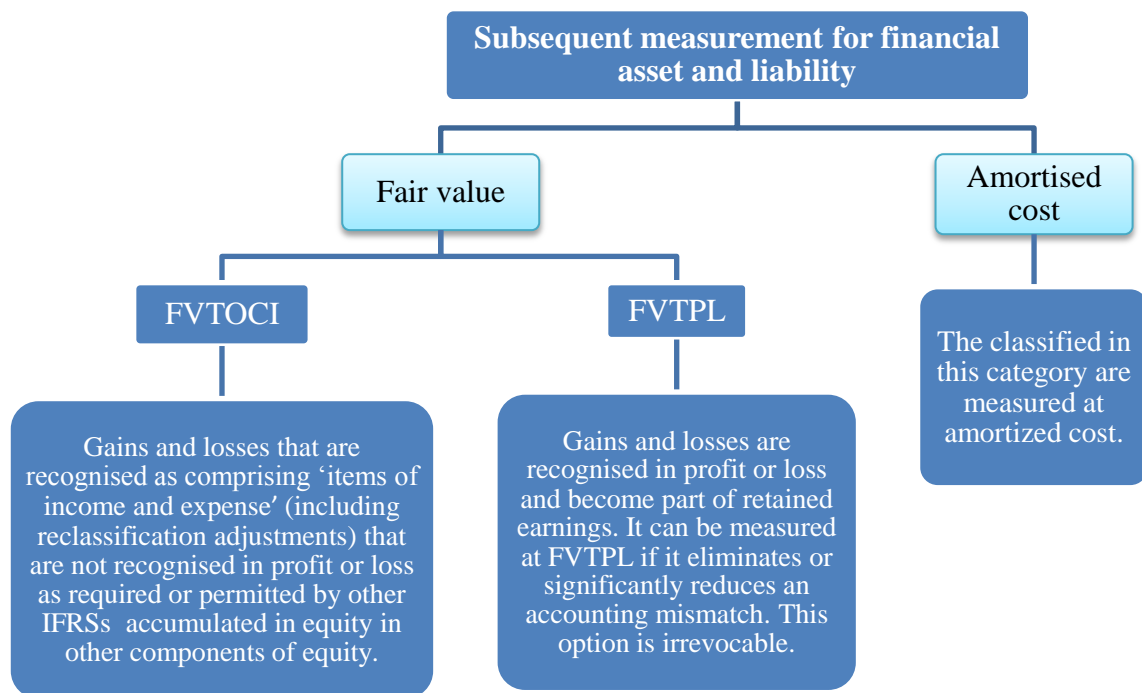 Subsequent measurement for financial
asset and liability
Fair value
Amortised
cost
FVTOCI
FVTPL
Gains and losses that are
recognised as comprising ‘items of
income and expense’ (including
reclassification adjustments) that
are not recognised in profit or loss
as required or permitted by other
IFRSs accumulated in equity in
other components of equity.
Gains and losses are
recognised in profit or loss
and become part of retained
earnings. It can be measured
at FVTPL if it eliminates or
significantly reduces an
accounting mismatch. This
option is irrevocable.
The classified in
this category are
measured at
amortized cost.